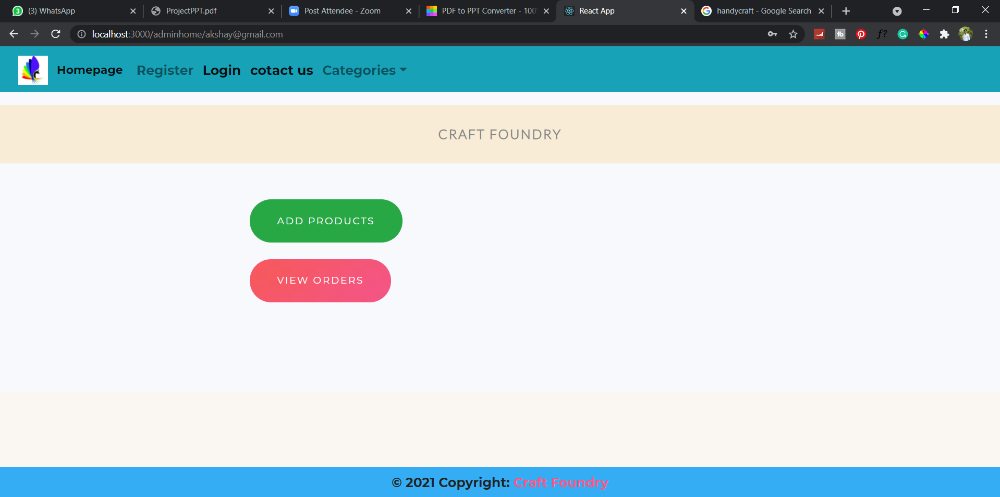 (3) WhatsApp
ProjectPPT.pdf
Post Attendee - Zoom
PDF to PPT Converter - 100
React App
handycraft - Google Search
localhost:3000/adminhome/akshay@gmail.com
Homepage Register Login cotact us Categories
CRAFT FOUNDRY
ADD PRODUCTS
VIEW ORDERS
© 2021 Copyright: Craft Foundry